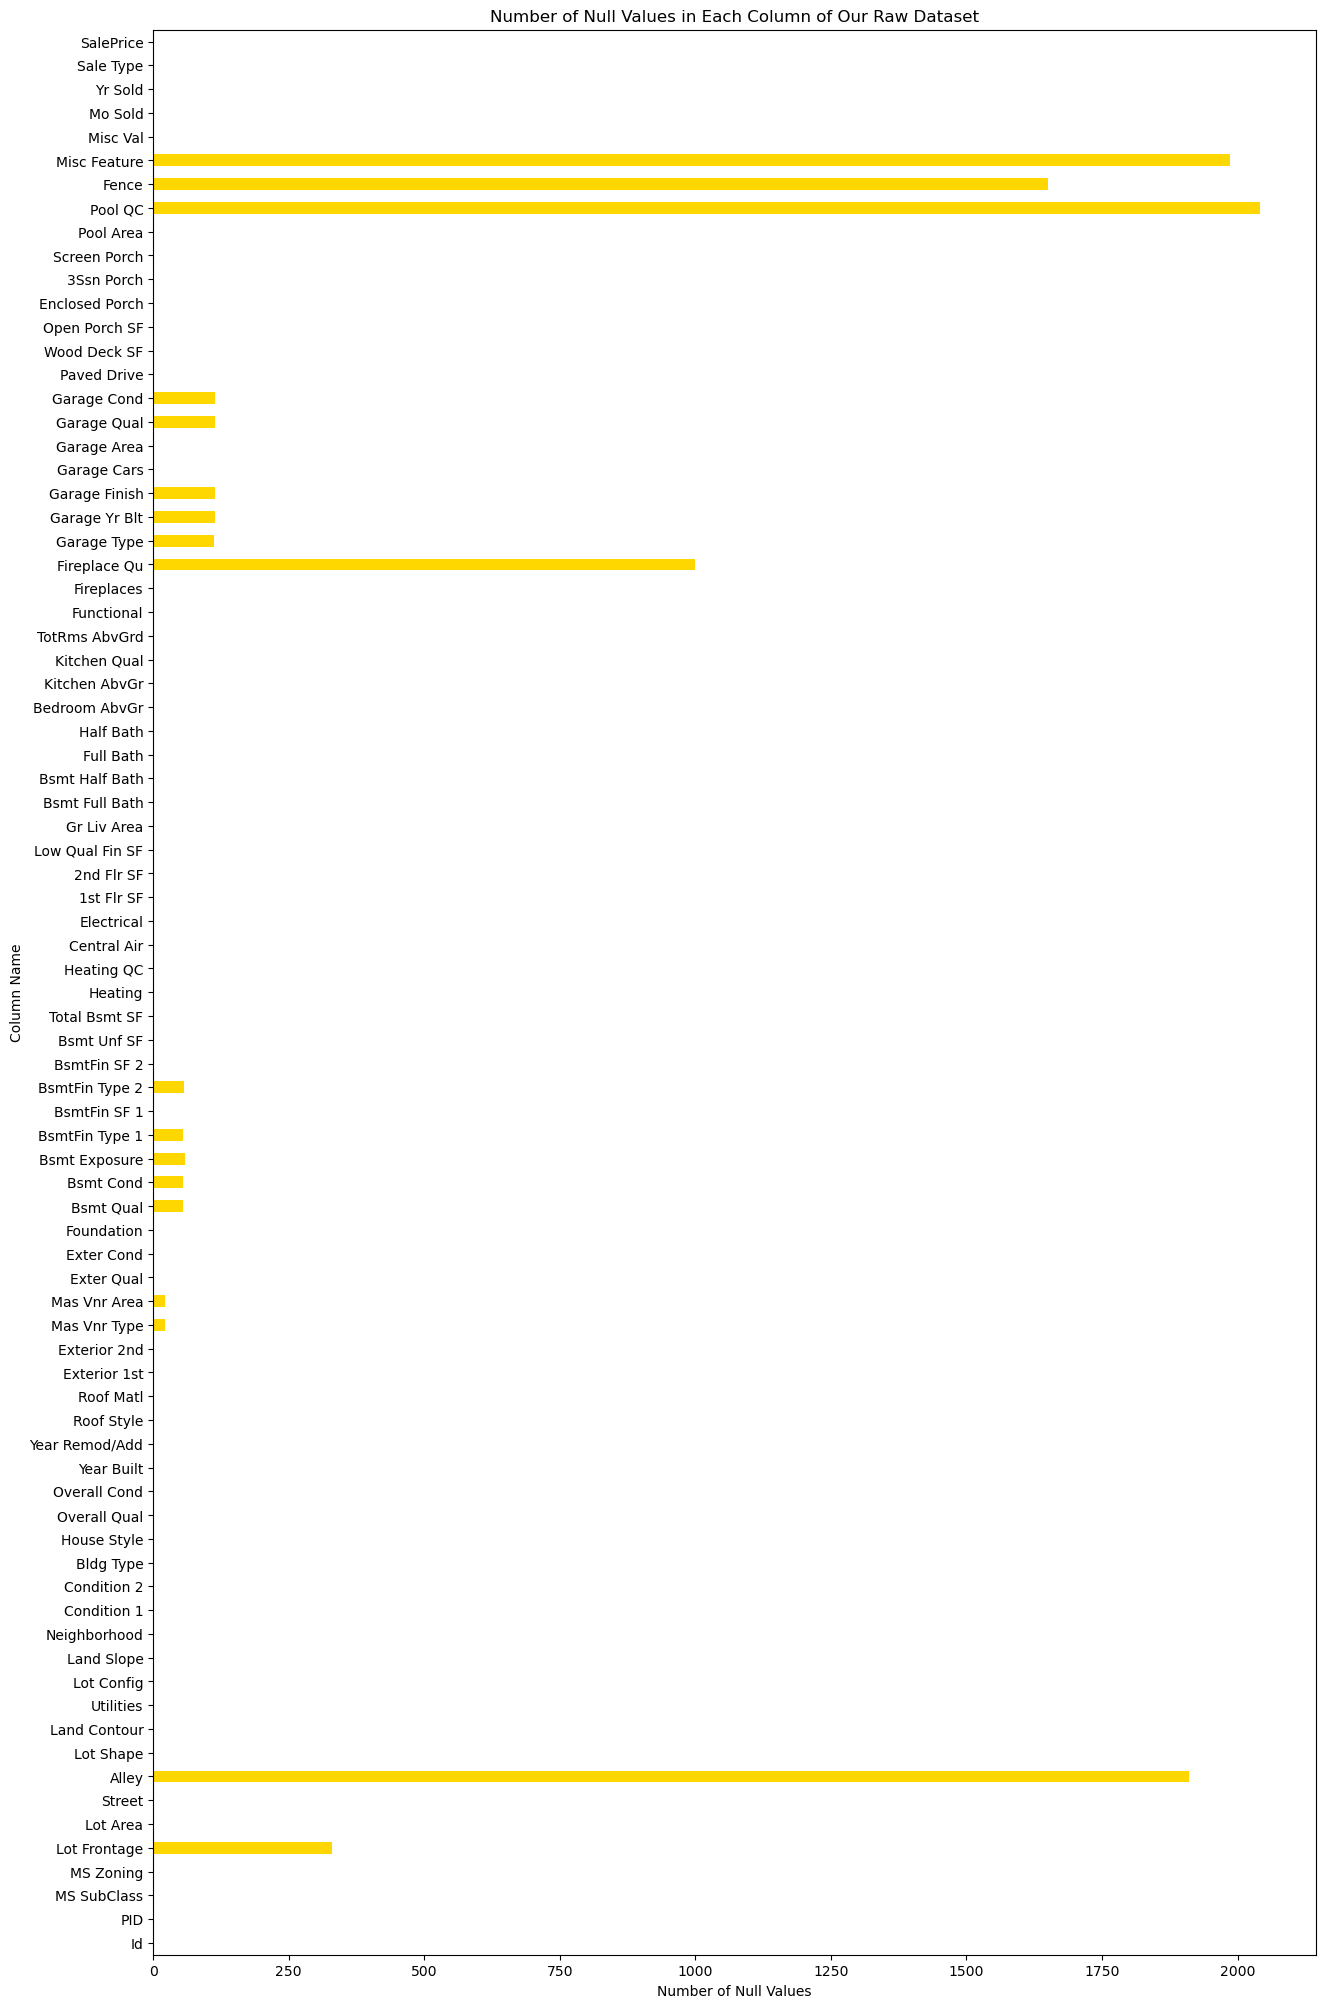 Number of Null Values in Each Column of Our Raw Dataset
SalePrice
Sale Type
Yr Sold
Mo Sold
Misc Val
Misc Feature
Fence
Pool QC
Pool Area
Screen Porch
3Ssn Porch
Enclosed Porch
Open Porch SF
Wood Deck SF
Paved Drive
Garage Cond
Garage Qual
Garage Area
Garage Cars
Garage Finish
Garage Yr Blt
Garage Type
Fireplace Qu
Fireplaces
Functional
TotRms AbvGrd
Kitchen Qual
Kitchen AbvGr
Bedroom AbvGr
Half Bath
Full Bath
Bsmt Half Bath
Bsmt Full Bath
Gr Liv Area
Low Qual Fin SF
2nd Flr SF
1st Flr SF
Electrical
Central Air
Heating QC
Heating
Total Bsmt SF
Bsmt Unf SF
BsmtFin SF 2
BsmtFin Type 2
BsmtFin SF 1
BsmtFin Type 1
Bsmt Exposure
Bsmt Cond
Bsmt Qual
Foundation
Exter Cond
Exter Qual
Mas Vnr Area
Mas Vnr Type
Exterior 2nd
Exterior 1st
Roof Matl
Roof Style
Year Remod/Add
Year Built
Overall Cond
Overall Qual
House Style
Bldg Type
Condition 2
Condition 1
Neighborhood
Land Slope
Lot Config
Utilities
Land Contour
Lot Shape
Alley
Street
Lot Area
Lot Frontage
MS Zoning
MS SubClass
PID
Id
Column Name
0 250 500 750 1000 1250 1500 1750 2000
Number of Null Values